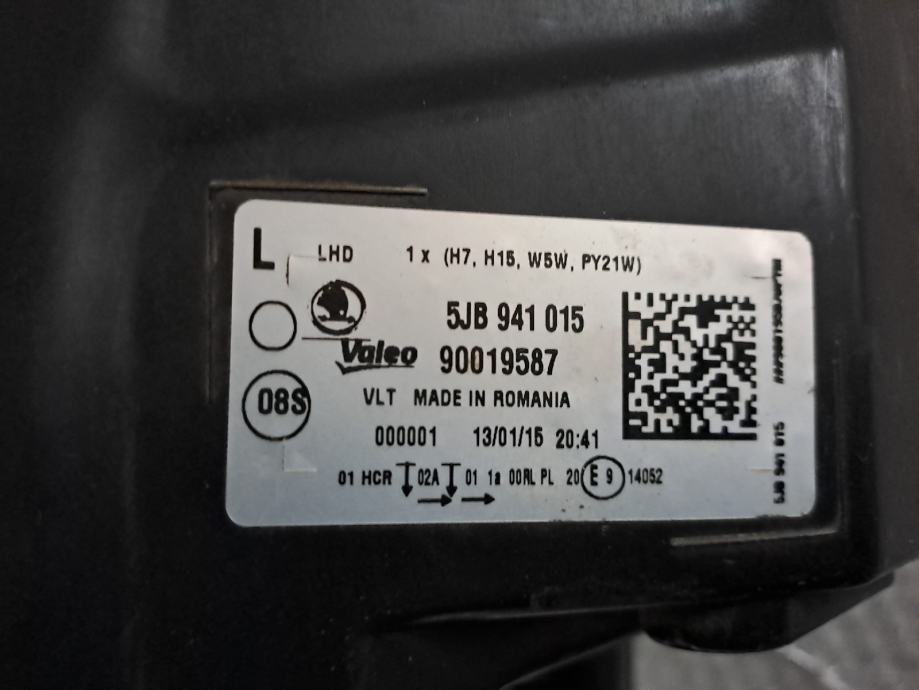 L LHD 1 x (H7, H15, W5W, PY21W)
5JB 941 015
Valeo 90019587
08S VLT MADE IN ROMANIA
000001 13/01/15 20:41
01 HCR 02A 01 1a 00RL PL 20 E 9 14052
5JB 941 015